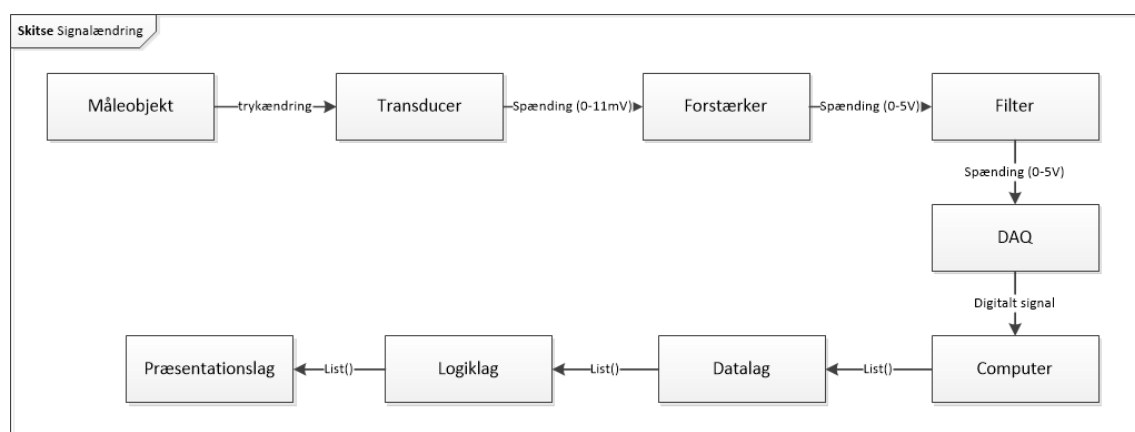 Skitse Signalændring
Måleobjekt
trykændring
Transducer
Spænding (0-11mV)
Forstærker
Spænding (0-5V)
Filter
Spænding (0-5V)
DAQ
Digitalt signal
Computer
List()
Datalag
List()
Logiklag
List()
Præsentationslag